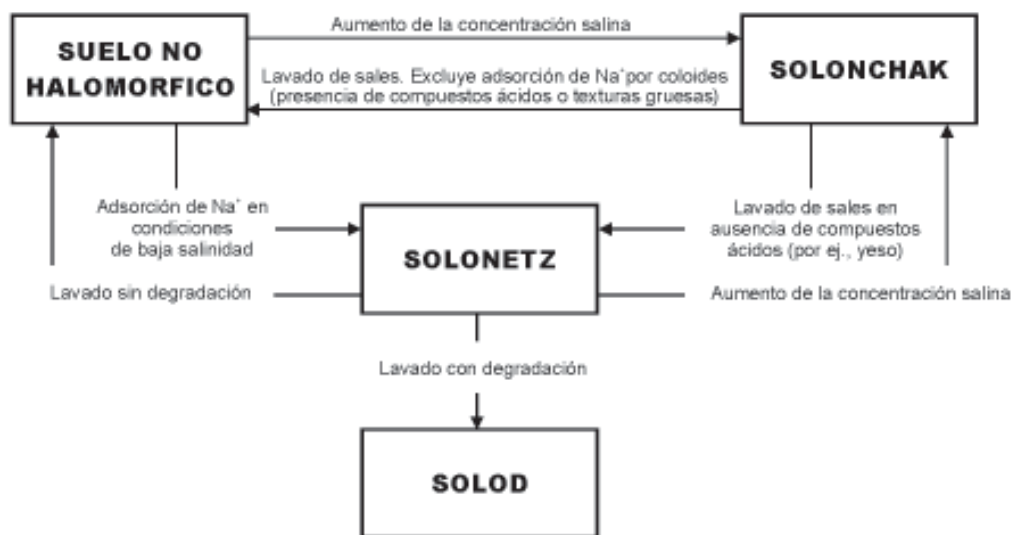 Aumento de la concentración salina
SUELO NO
HALOMORFICO
SOLONCHAK
Lavado de sales. Excluye adsorción de Na⁺por coloides
(presencia de compuestos ácidos o texturas gruesas)
Adsorción de Na⁺ en
condiciones
de baja salinidad
Lavado de sales en
ausencia de compuestos
ácidos (por ej., yeso)
SOLONETZ
Lavado sin degradación
Aumento de la concentración salina
Lavado con degradación
SOLOD